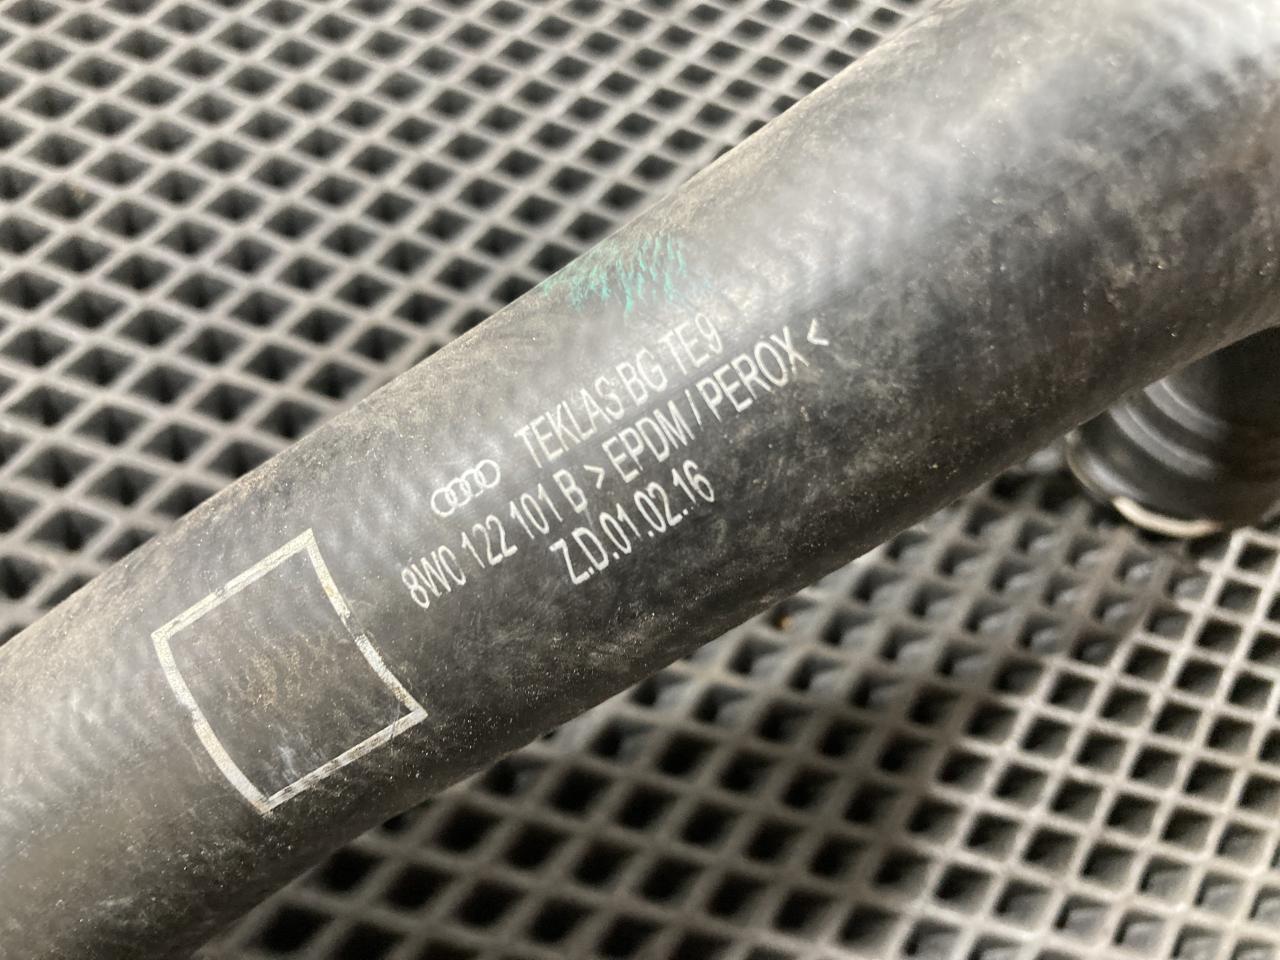 TEKLAS BG TE9
8W0 122 101 B > EPDM / PEROX <
Z.D.01.02.16